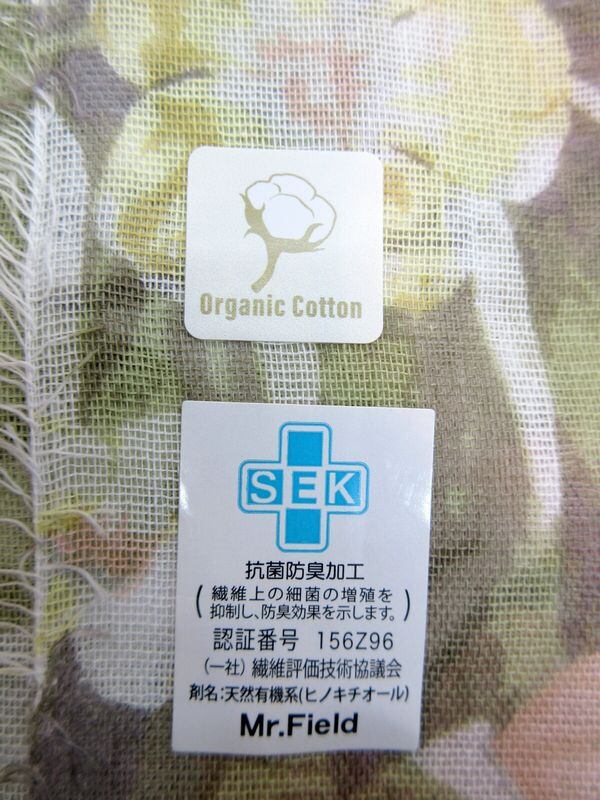 Organic Cotton
SEK
抗菌防臭加工
(繊維上の細菌の増殖を
抑制し、防臭効果を示します。)
認証番号 156Z96
(一社)繊維評価技術協議会
剤名:天然有機系(ヒノキチオール)
Mr.Field